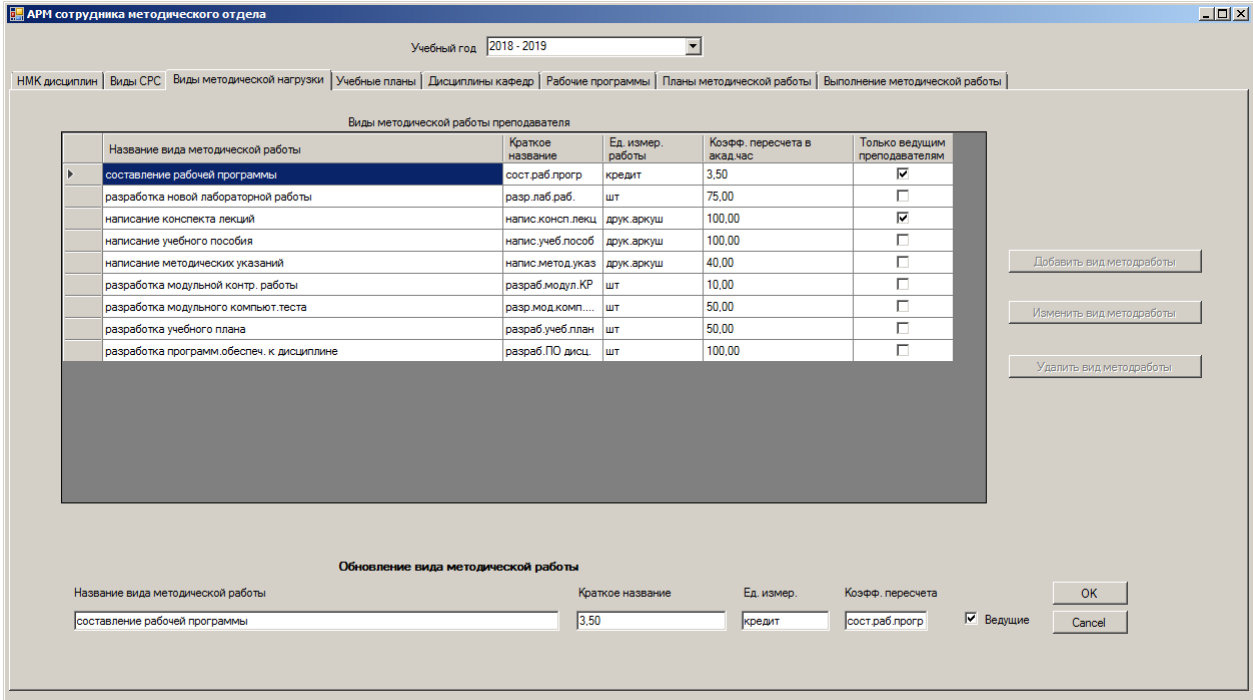 АРМ сотрудника методического отдела
Учебный год 2018 - 2019
НМК дисциплин Виды СРС Виды методической нагрузки Учебные планы Дисциплины кафедр Рабочие программы Планы методической работы Выполнение методической работы
Виды методической работы преподавателя
Название вида методической работы Краткое название Ед. измер. работы Коэфф. пересчета в акад.час Только ведущим преподавателям
составление рабочей программы сост.раб.прогр кредит 3,50
разработка новой лабораторной работы разр.лаб.раб. шт 75,00
написание конспекта лекций напис.консп.лекц друк.аркуш 100,00
написание учебного пособия напис.учеб.пособ друк.аркуш 100,00
написание методических указаний напис.метод.указ друк.аркуш 40,00
разработка модульной контр. работы разраб.модул.КР шт 10,00
разработка модульного компьют.теста разр.мод.комп.... шт 50,00
разработка учебного плана разраб.учеб.план шт 50,00
разработка программ.обеспеч. к дисциплине разраб.ПО дисц. шт 100,00
Добавить вид методработы
Изменить вид методработы
Удалить вид методработы
Обновление вида методической работы
Название вида методической работы Краткое название Ед. измер. Коэфф. пересчета OK
составление рабочей программы 3,50 кредит сост.раб.прогр Ведущие Cancel